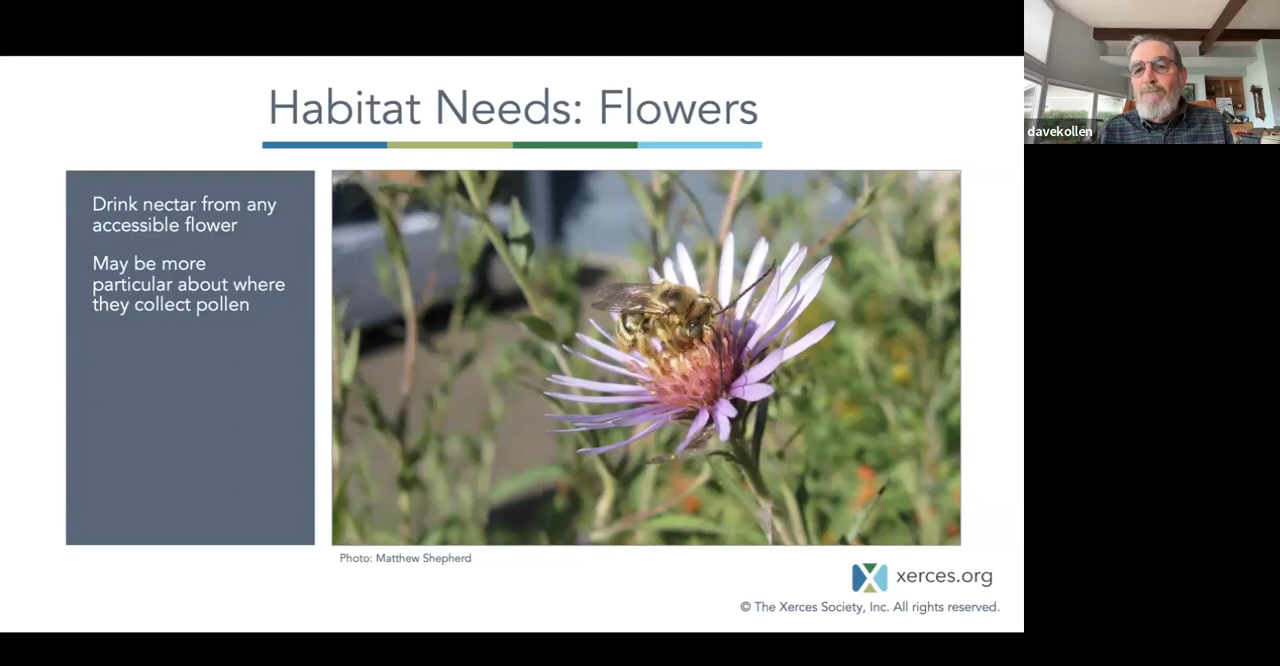 Habitat Needs: Flowers
Drink nectar from any
accessible flower
May be more
particular about where
they collect pollen
Photo: Matthew Shepherd
xerces.org
© The Xerces Society, Inc. All rights reserved.
davekollen